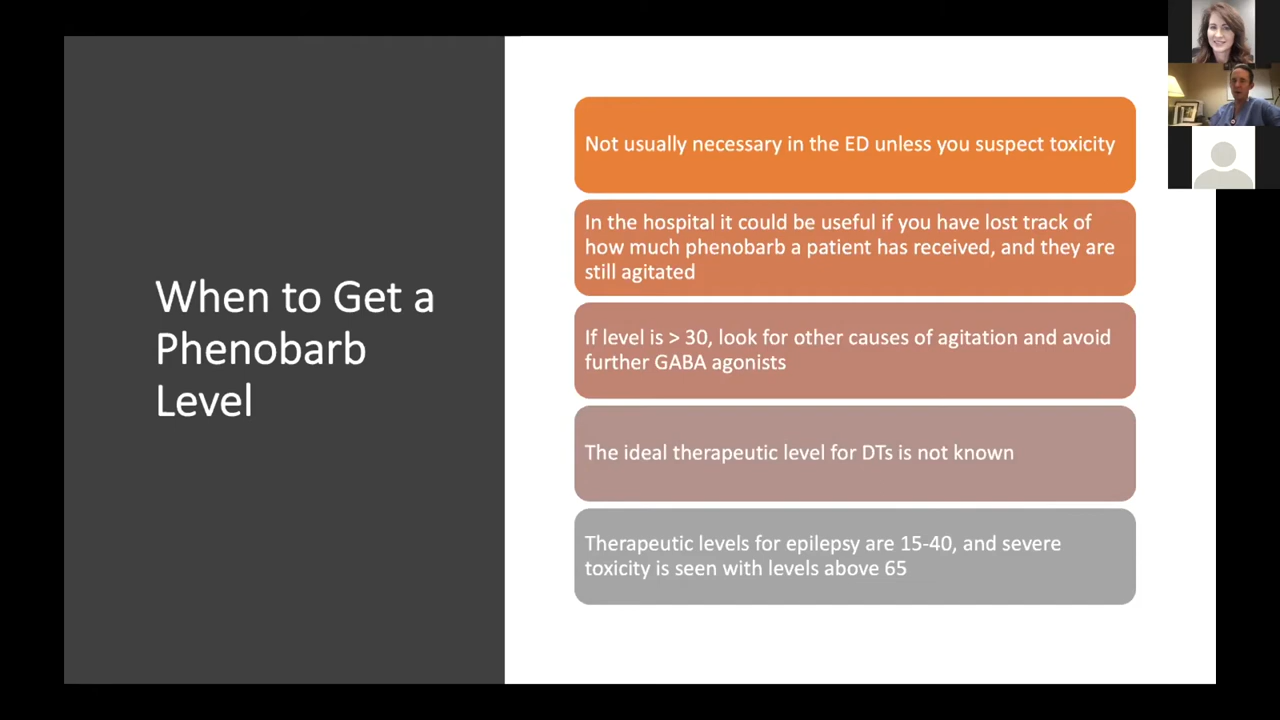 When to Get a
Phenobarb
Level
Not usually necessary in the ED unless you suspect toxicity
In the hospital it could be useful if you have lost track of
how much phenobarb a patient has received, and they are
still agitated
If level is > 30, look for other causes of agitation and avoid
further GABA agonists
The ideal therapeutic level for DTs is not known
Therapeutic levels for epilepsy are 15-40, and severe
toxicity is seen with levels above 65